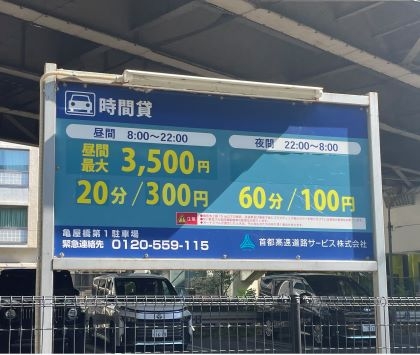 時間貸
昼間 8:00~22:00
昼間最大 3,500円
20分/300円
夜間 22:00~8:00
60分/100円
注意
亀屋橋第1駐車場
緊急連絡先 0120-559-115
首都高速道路サービス株式会社